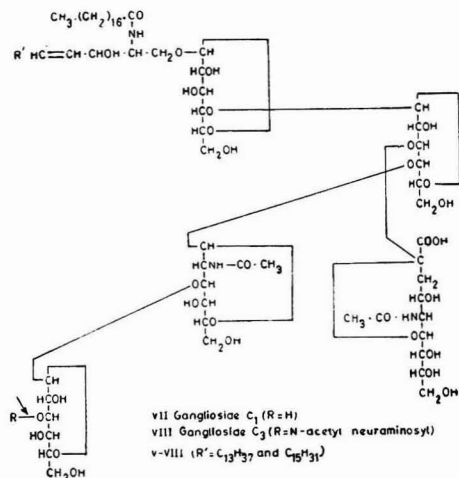 CH₃·(CH₂)₁₆·CO
NH
R' HC=CH-CHOH-CH-CH₂O-CH
HCOH
HOCH
HCO
HCO
CH₂OH
CH
HCOH
OCH
OCH
HCO
CH₂OH
CH
HCNH-CO-CH₃
OCH
HOCH
HCO
CH₂OH
COOH
C
CH₂
HCOH
CH₃·CO·HNCH
OCH
HCOH
HCOH
CH₂OH
CH
HCOH
R-OCH
HOCH
HCO
CH₂OH
VII Ganglioside C₁ (R=H)
VIII Ganglioside C₃ (R=N-acetyl neuraminosyl)
V-VIII (R'=C₁₃H₃₇ and C₁₅H₃₁)